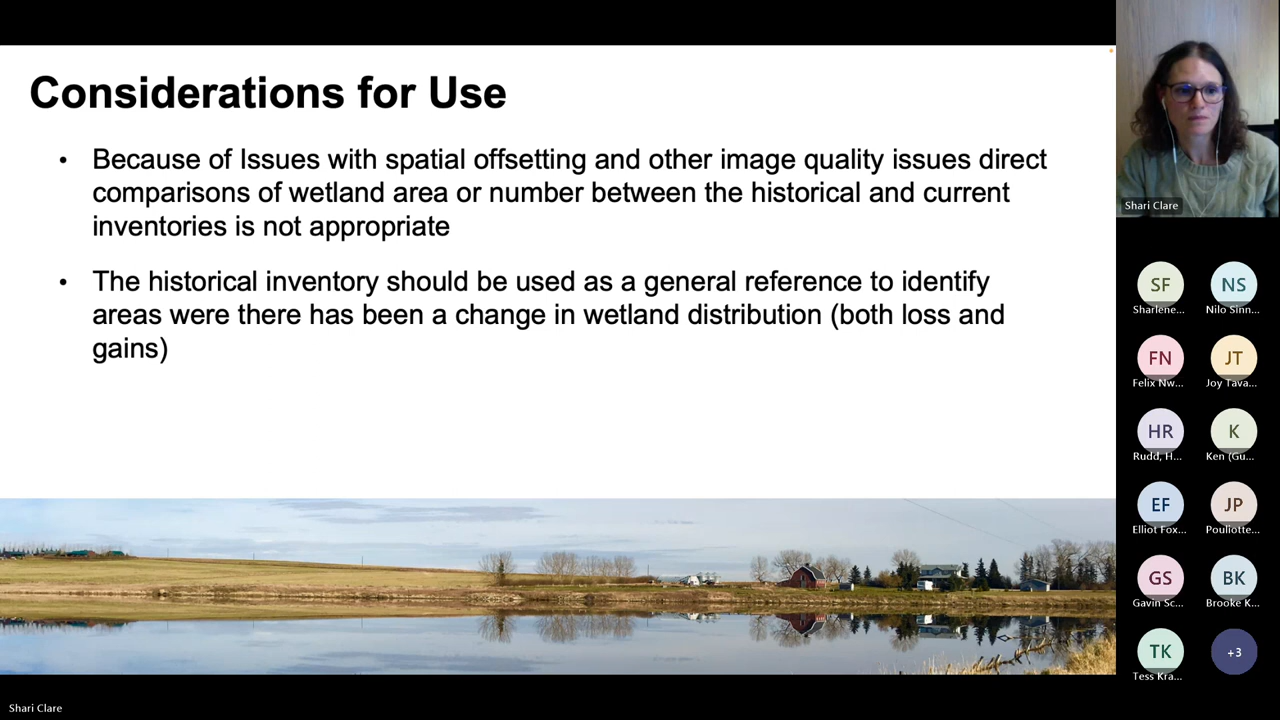 Considerations for Use
• Because of Issues with spatial offsetting and other image quality issues direct
comparisons of wetland area or number between the historical and current
inventories is not appropriate
• The historical inventory should be used as a general reference to identify
areas were there has been a change in wetland distribution (both loss and
gains)
Shari Clare
SF
Sharlene...
NS
Nilo Sinn...
FN
Felix Nw...
JT
Joy Tava...
HR
Rudd, H...
K
Ken (Gu...
EF
Elliot Fox...
JP
Pouliotte...
GS
Gavin Sc...
BK
Brooke K...
TK
Tess Kra...
+3
Shari Clare